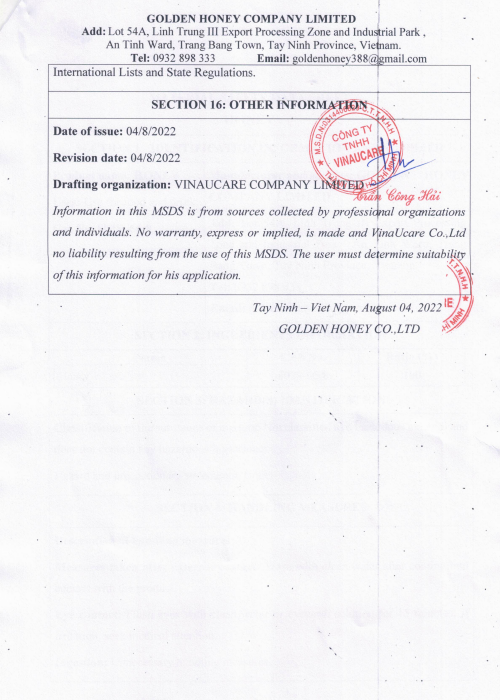 GOLDEN HONEY COMPANY LIMITED
Add: Lot 54A, Linh Trung III Export Processing Zone and Industrial Park ,
An Tinh Ward, Trang Bang Town, Tay Ninh Province, Vietnam.
Tel: 0932 898 333 Email: goldenhoney388@gmail.com
International Lists and State Regulations.
SECTION 16: OTHER INFORMATION
Date of issue: 04/8/2022
CÔNG TY
TNHH
VINAUCARE
Revision date: 04/8/2022
Drafting organization: VINAUCARE COMPANY LIMITED
Trần Công Hải
Information in this MSDS is from sources collected by professional organizations
and individuals. No warranty, express or implied, is made and VinaUcare Co.,Ltd
no liability resulting from the use of this MSDS. The user must determine suitability
of this information for his application.
Tay Ninh – Viet Nam, August 04, 2022
GOLDEN HONEY CO.,LTD